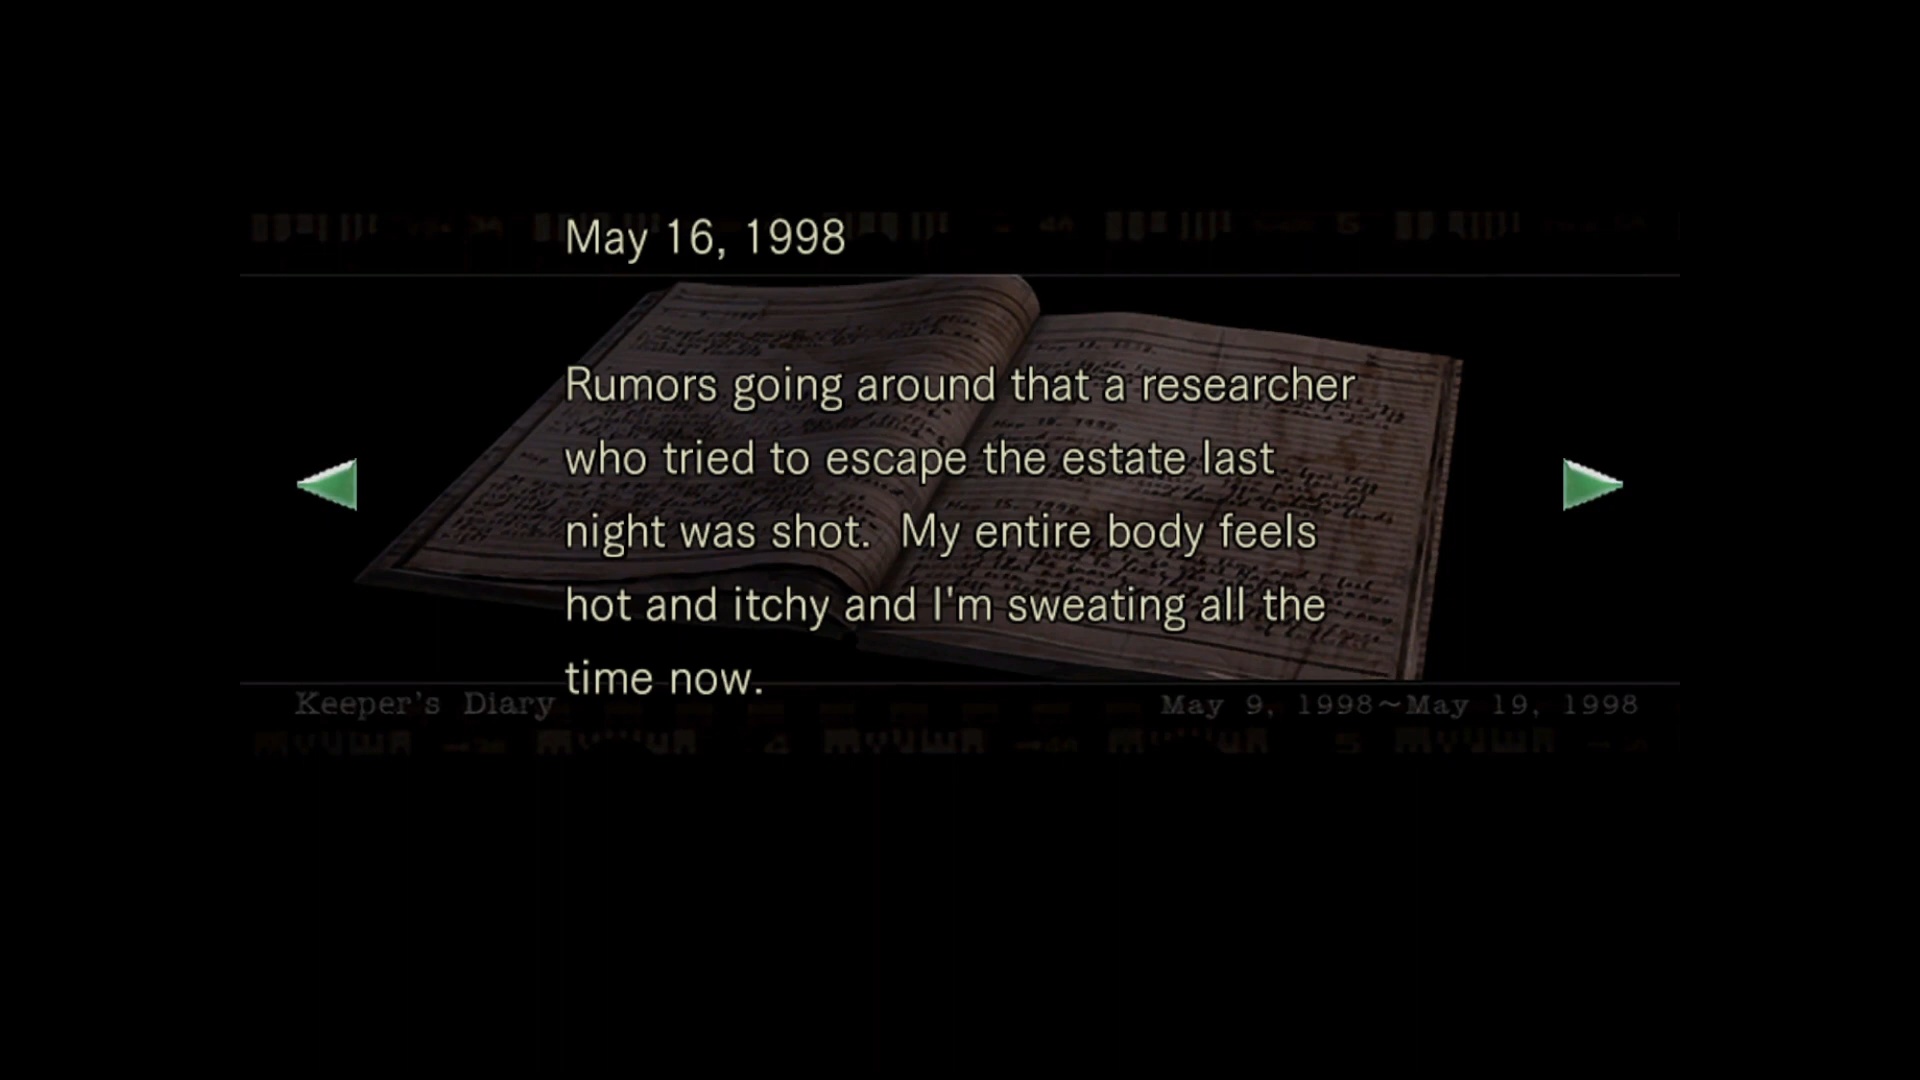 May 16, 1998
Rumors going around that a researcher
who tried to escape the estate last
night was shot.  My entire body feels
hot and itchy and I'm sweating all the
time now.
Keeper's Diary
May 9, 1998~May 19, 1998